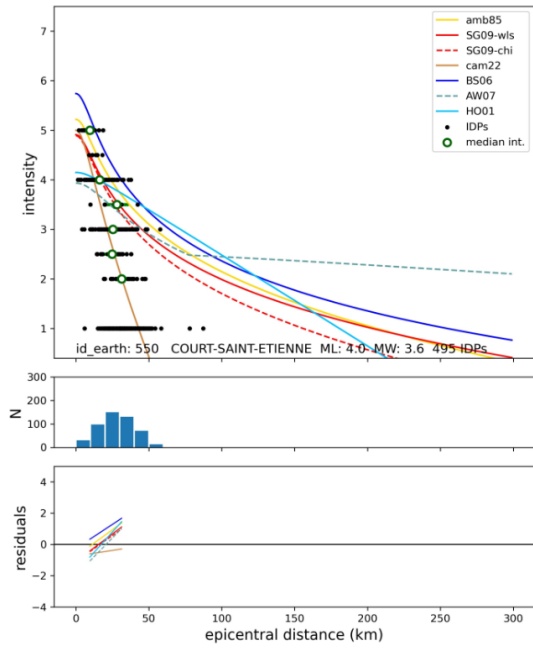 7
6
5
4
3
2
1
intensity
amb85
SG09-wls
SG09-chi
cam22
BS06
AW07
HO01
IDPs
median int.
id_earth: 550 COURT-SAINT-ETIENNE ML: 4.0 MW: 3.6 495 IDPs
300
200
100
0
N
4
2
0
−2
−4
residuals
0 50 100 150 200 250 300
epicentral distance (km)